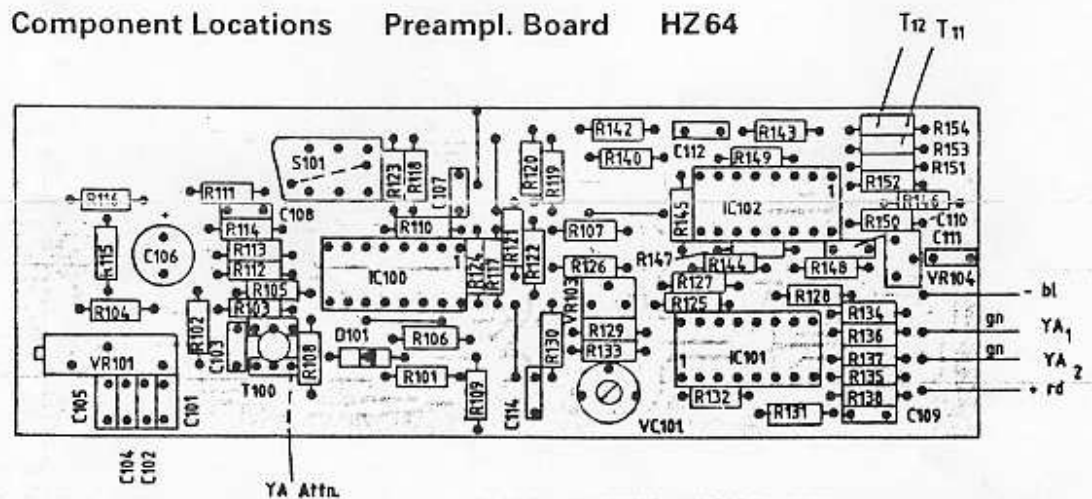 Component Locations Preampl. Board HZ64
T12 T11
R142 R143 R154
C112 R153
R140 R149 R151
S101 R123 R118 C107 R120 R119 R152
R116 R111 R145 IC102 1 R146
C108 C110
R114 R110 R121 R107 R150
R113 C111
R115 C106 + R112 IC100 1 R124 R117 R122 R126 R147 R144 R148 VR104
R105 R127
R104 R102 R103 VR103 R125 R128 - bl
R134
D101 R106 R130 R129 R136 gn YA1
VR101 C103 R108 R133 1 IC101 R137 gn YA2
T100 R101 R135
C105 C101 R109 C114 R132 R138 + rd
VC101 R131 C109
C104 C102
YA Attn.